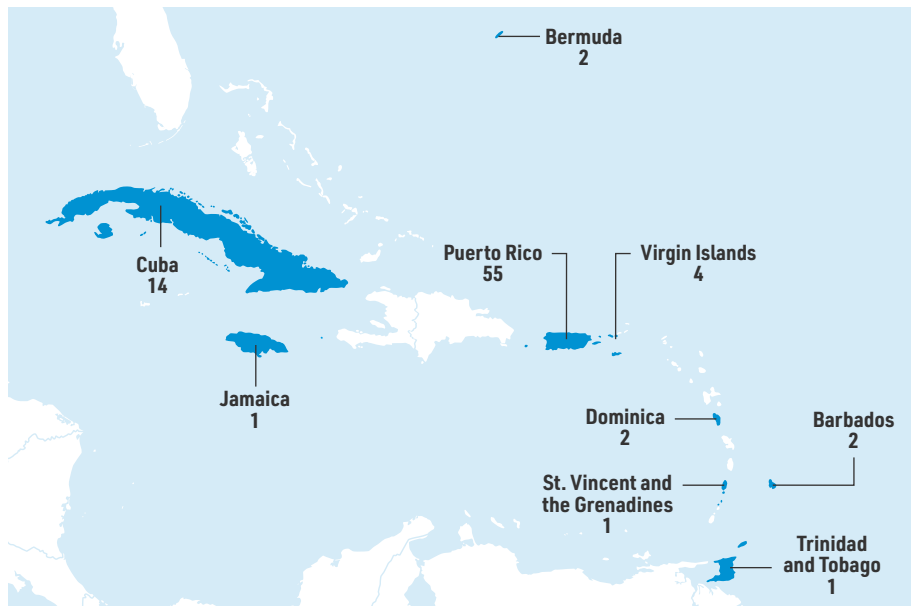 Bermuda
2
Cuba
14
Puerto Rico
55
Virgin Islands
4
Jamaica
1
Dominica
2
Barbados
2
St. Vincent and
the Grenadines
1
Trinidad
and Tobago
1